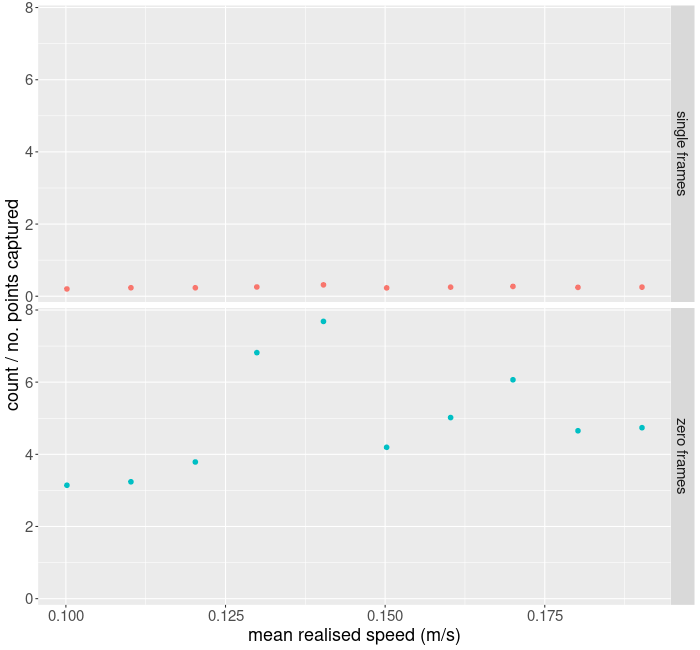 count / no. points captured
8
6
4
2
0
single frames
8
6
4
2
0
zero frames
0.100 0.125 0.150 0.175
mean realised speed (m/s)